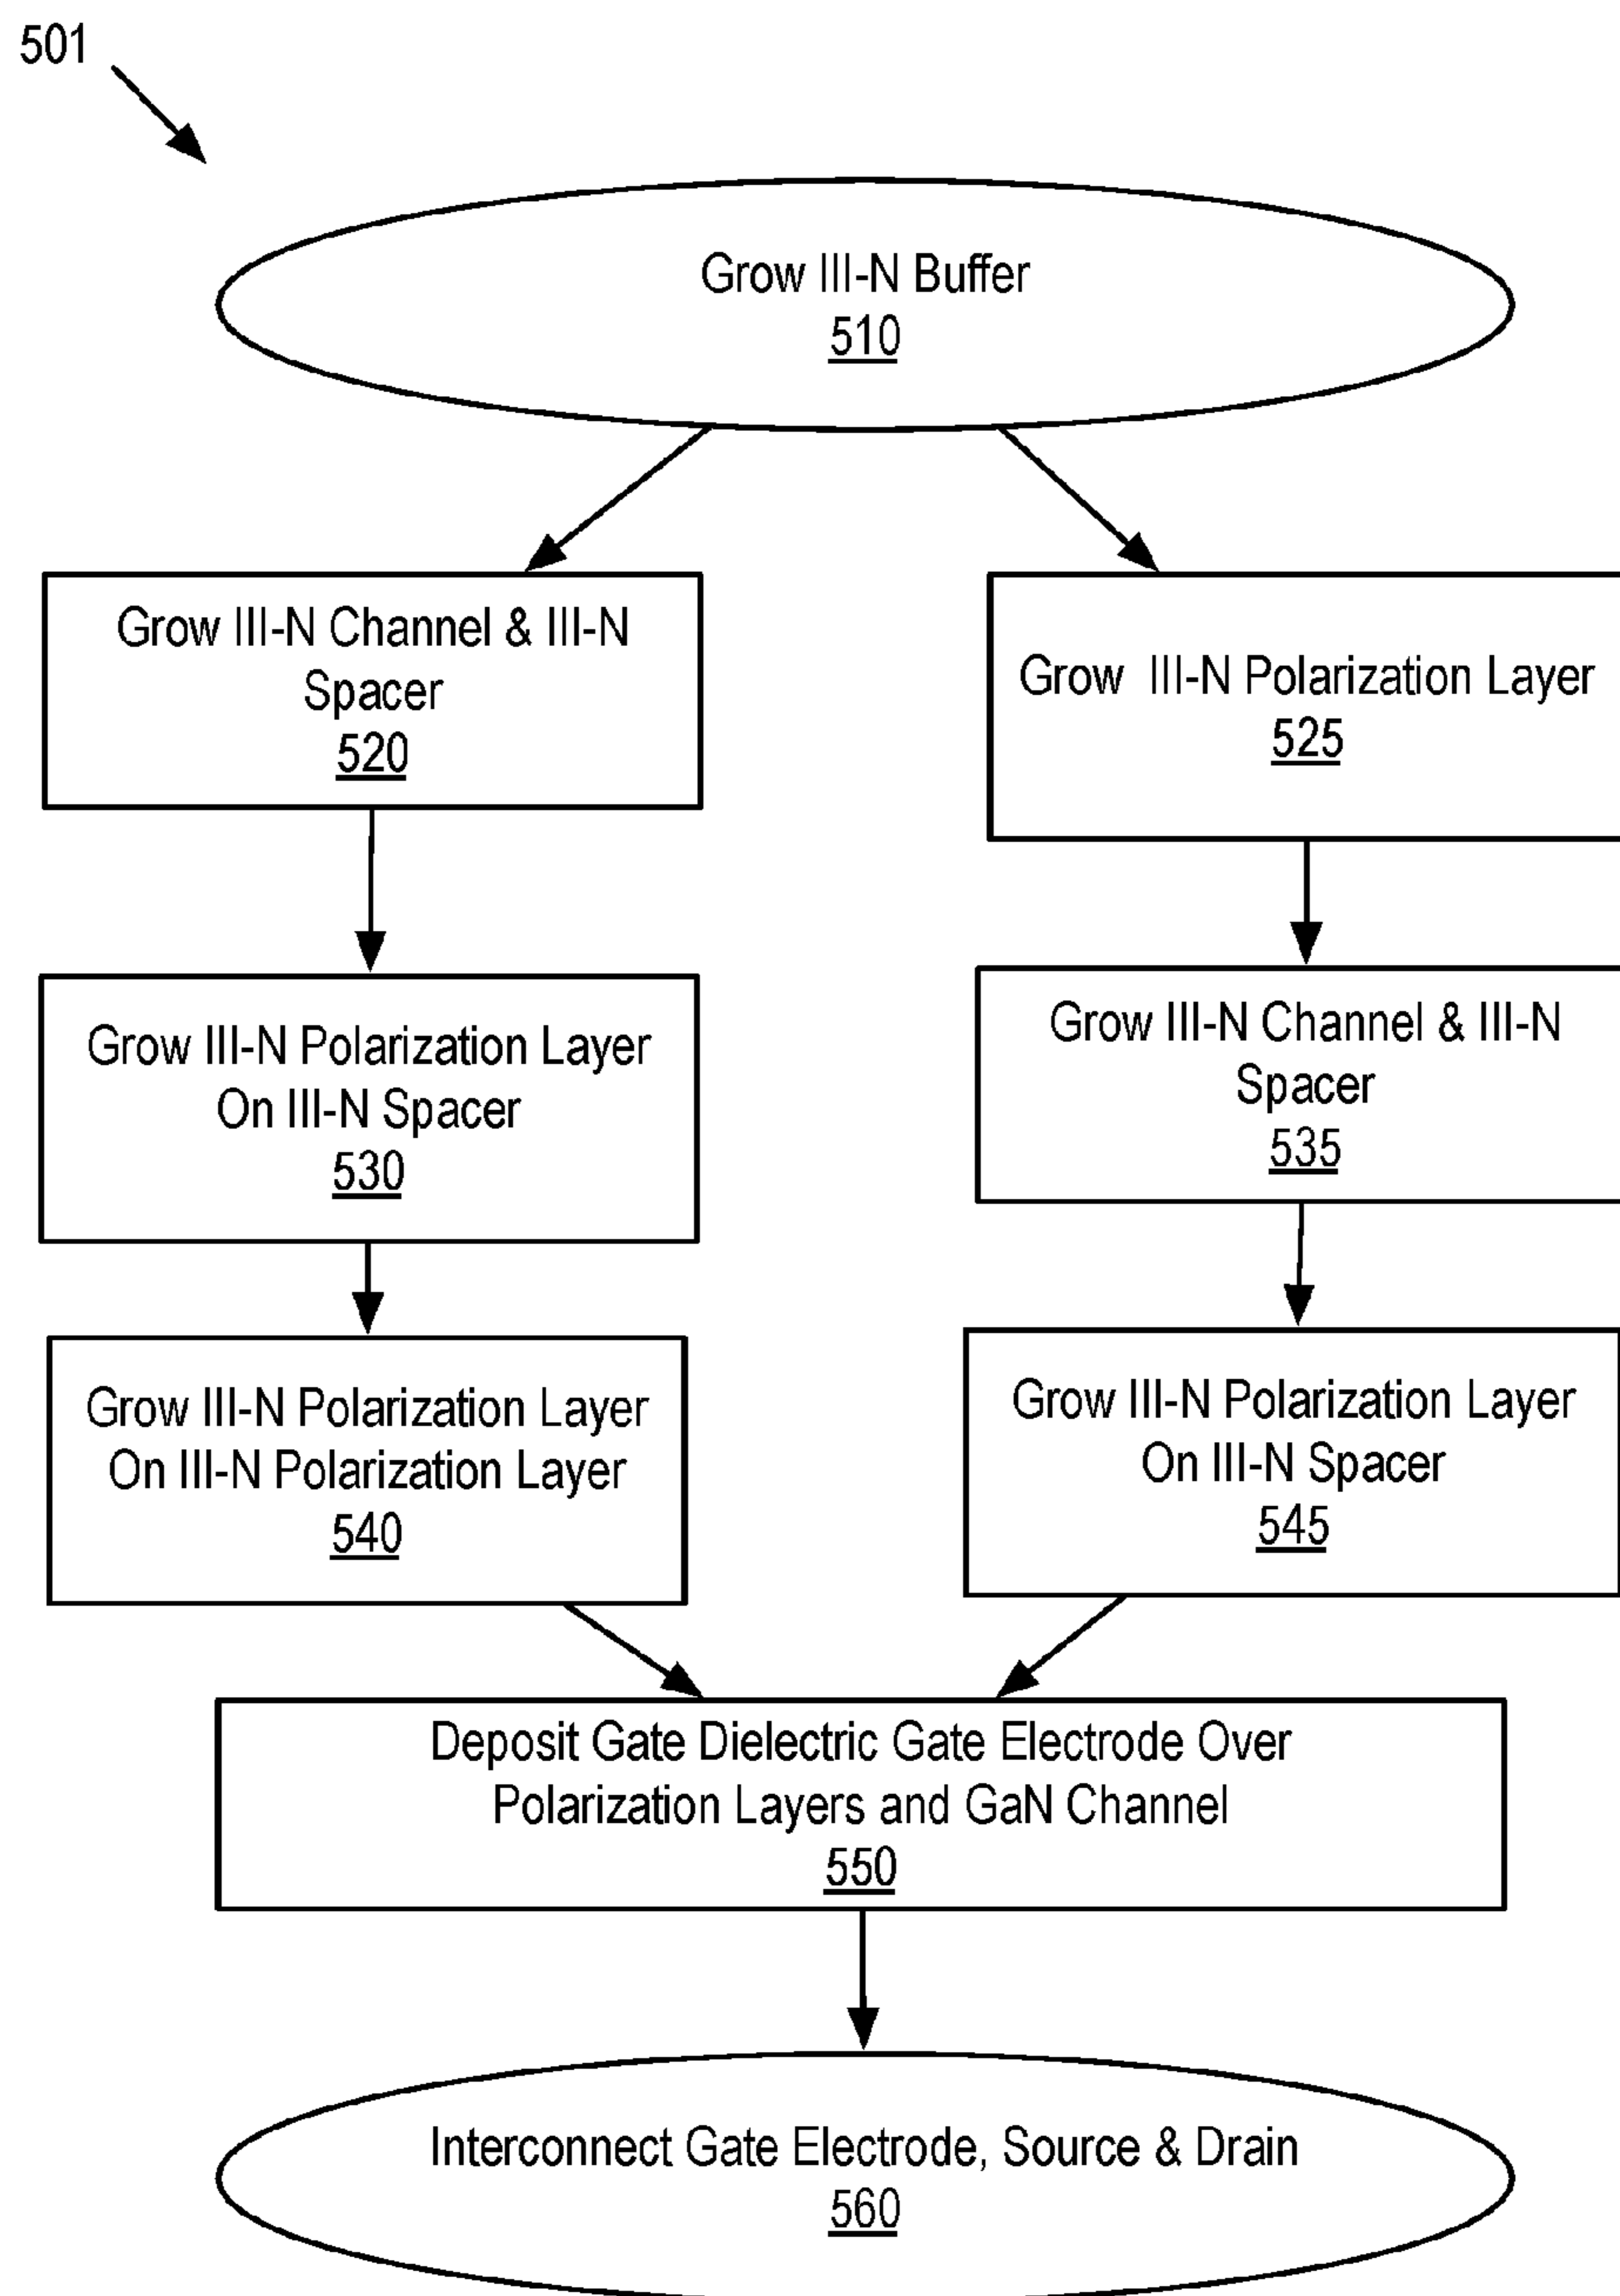 501
Grow III-N Buffer
510
Grow III-N Channel & III-N
Spacer
520
Grow III-N Polarization Layer
525
Grow III-N Polarization Layer
On III-N Spacer
530
Grow III-N Channel & III-N
Spacer
535
Grow III-N Polarization Layer
On III-N Polarization Layer
540
Grow III-N Polarization Layer
On III-N Spacer
545
Deposit Gate Dielectric Gate Electrode Over
Polarization Layers and GaN Channel
550
Interconnect Gate Electrode, Source & Drain
560